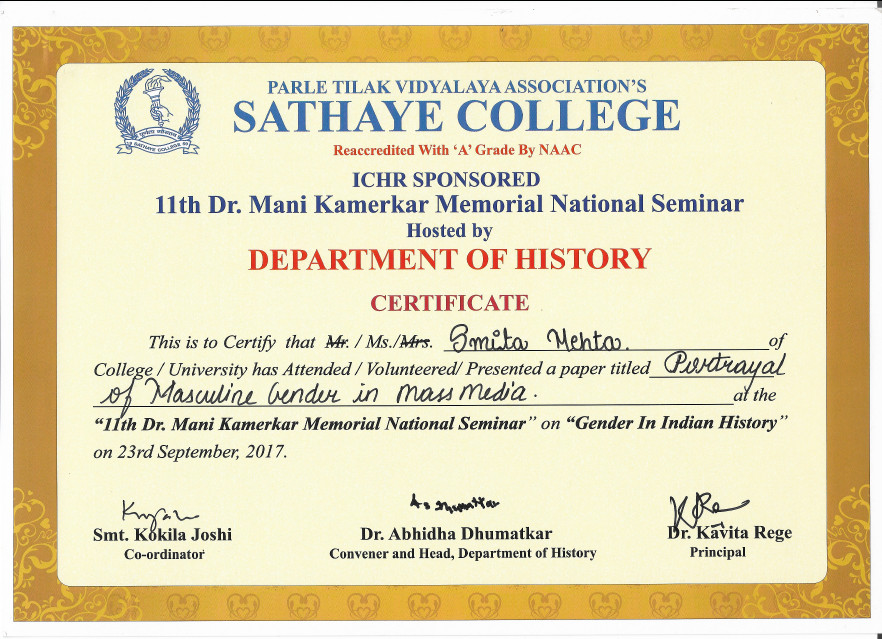 PARLE TILAK VIDYALAYA ASSOCIATION'S
SATHAYE COLLEGE
Reaccredited With 'A' Grade By NAAC
SATHAYE COLLEGE
ICHR SPONSORED
11th Dr. Mani Kamerkar Memorial National Seminar
Hosted by
DEPARTMENT OF HISTORY
CERTIFICATE
This is to Certify that Mr. / Ms./Mrs. Smita Mehta. of
College / University has Attended / Volunteered/ Presented a paper titled Portrayal
of Masculine Gender in Mass Media. at the
"11th Dr. Mani Kamerkar Memorial National Seminar" on "Gender In Indian History"
on 23rd September, 2017.
Smt. Kokila Joshi
Co-ordinator
Dr. Abhidha Dhumatkar
Convener and Head, Department of History
Dr. Kavita Rege
Principal